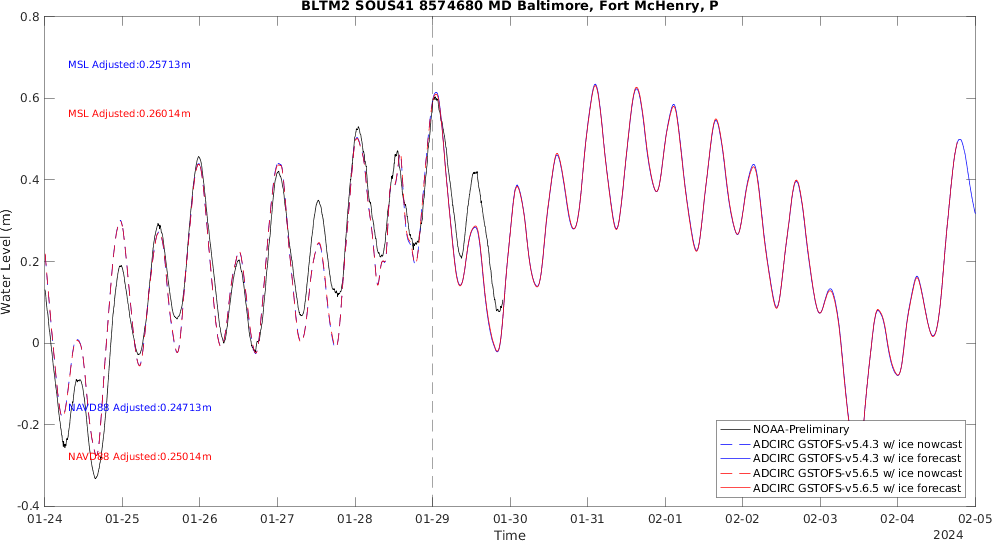 BLTM2 SOUS41 8574680 MD Baltimore, Fort McHenry, P
0.8
0.6
0.4
0.2
0
-0.2
-0.4
Water Level (m)
MSL Adjusted:0.25713m
MSL Adjusted:0.26014m
NAVD88 Adjusted:0.24713m
NAVD88 Adjusted:0.25014m
NOAA-Preliminary
ADCIRC GSTOFS-v5.4.3 w/ ice nowcast
ADCIRC GSTOFS-v5.4.3 w/ ice forecast
ADCIRC GSTOFS-v5.6.5 w/ ice nowcast
ADCIRC GSTOFS-v5.6.5 w/ ice forecast
01-24 01-25 01-26 01-27 01-28 01-29 01-30 01-31 02-01 02-02 02-03 02-04 02-05
Time
2024